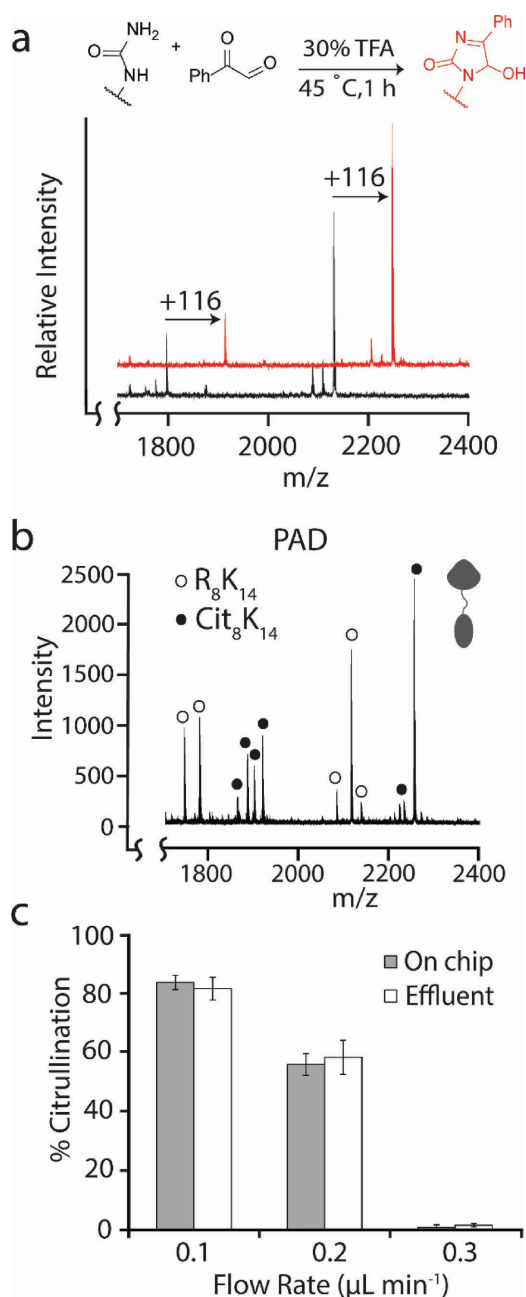 a
NH2
O
NH
+
O
Ph
O
30% TFA
45 °C, 1 h
Ph
N
O
N
OH
Relative Intensity
+116
+116
1800 2000 2200 2400
m/z
b
PAD
R8K14
Cit8K14
Intensity
2500
2000
1500
1000
500
0
1800 2000 2200 2400
m/z
c
% Citrullination
100
80
60
40
20
0
On chip
Effluent
0.1 0.2 0.3
Flow Rate (µL min-1)